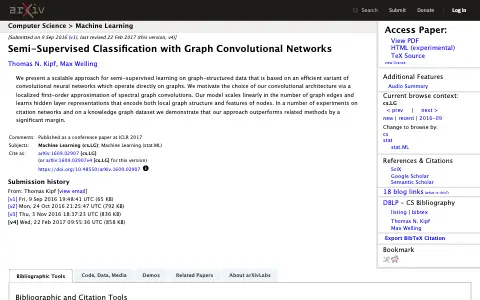 arXiv
Search
Submit
Donate
Log in
Computer Science > Machine Learning
[Submitted on 9 Sep 2016 (v1), last revised 22 Feb 2017 (this version, v4)]
Semi-Supervised Classification with Graph Convolutional Networks
Thomas N. Kipf, Max Welling
We present a scalable approach for semi-supervised learning on graph-structured data that is based on an efficient variant of
convolutional neural networks which operate directly on graphs. We motivate the choice of our convolutional architecture via a
localized first-order approximation of spectral graph convolutions. Our model scales linearly in the number of graph edges and
learns hidden layer representations that encode both local graph structure and features of nodes. In a number of experiments on
citation networks and on a knowledge graph dataset we demonstrate that our approach outperforms related methods by a
significant margin.
Comments: Published as a conference paper at ICLR 2017
Subjects: Machine Learning (cs.LG); Machine Learning (stat.ML)
Cite as: arXiv:1609.02907 [cs.LG]
(or arXiv:1609.02907v4 [cs.LG] for this version)
https://doi.org/10.48550/arXiv.1609.02907
Submission history
From: Thomas Kipf [view email]
[v1] Fri, 9 Sep 2016 19:48:41 UTC (65 KB)
[v2] Mon, 24 Oct 2016 21:25:47 UTC (792 KB)
[v3] Thu, 3 Nov 2016 18:37:23 UTC (836 KB)
[v4] Wed, 22 Feb 2017 09:55:36 UTC (858 KB)
Access Paper:
View PDF
HTML (experimental)
TeX Source
view license
Additional Features
Audio Summary
Current browse context:
cs.LG
< prev | next >
new | recent | 2016-09
Change to browse by:
cs
stat
stat.ML
References & Citations
SciX
Google Scholar
Semantic Scholar
18 blog links (what is this?)
DBLP - CS Bibliography
listing | bibtex
Thomas N. Kipf
Max Welling
Export BibTeX Citation
Bookmark
Bibliographic Tools
Code, Data, Media
Demos
Related Papers
About arXivLabs
Bibliographic and Citation Tools